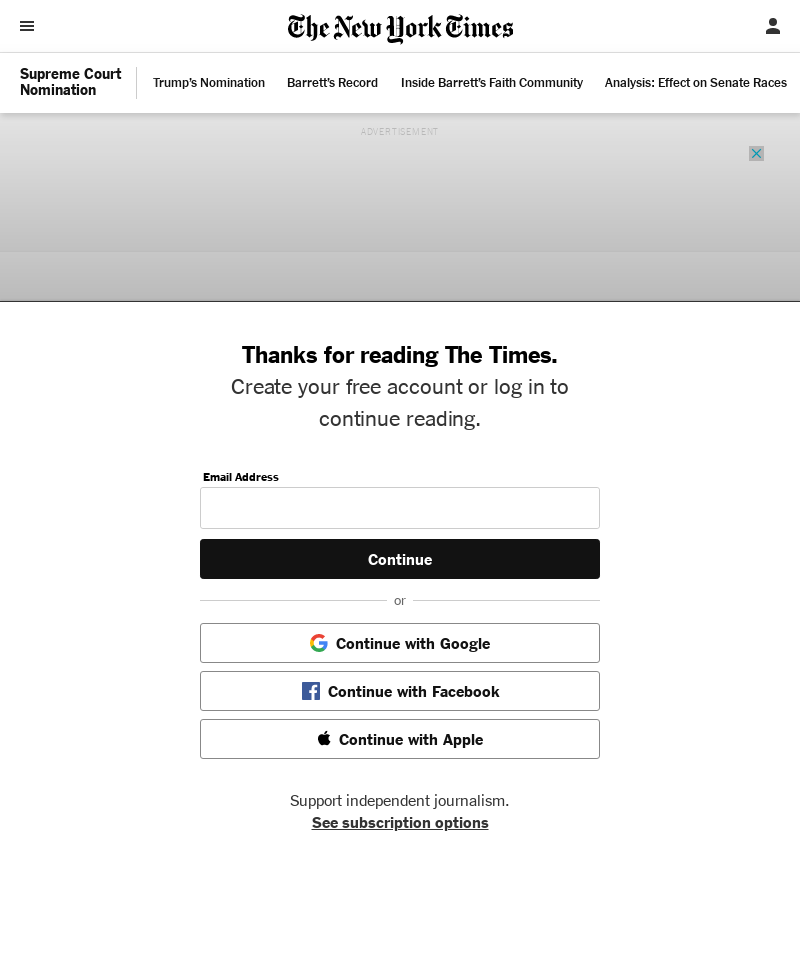 The New York Times
Supreme Court
Nomination
Trump's Nomination
Barrett's Record
Inside Barrett's Faith Community
Analysis: Effect on Senate Races
ADVERTISEMENT
Thanks for reading The Times.
Create your free account or log in to
continue reading.
Email Address
Continue
or
Continue with Google
Continue with Facebook
Continue with Apple
Support independent journalism.
See subscription options